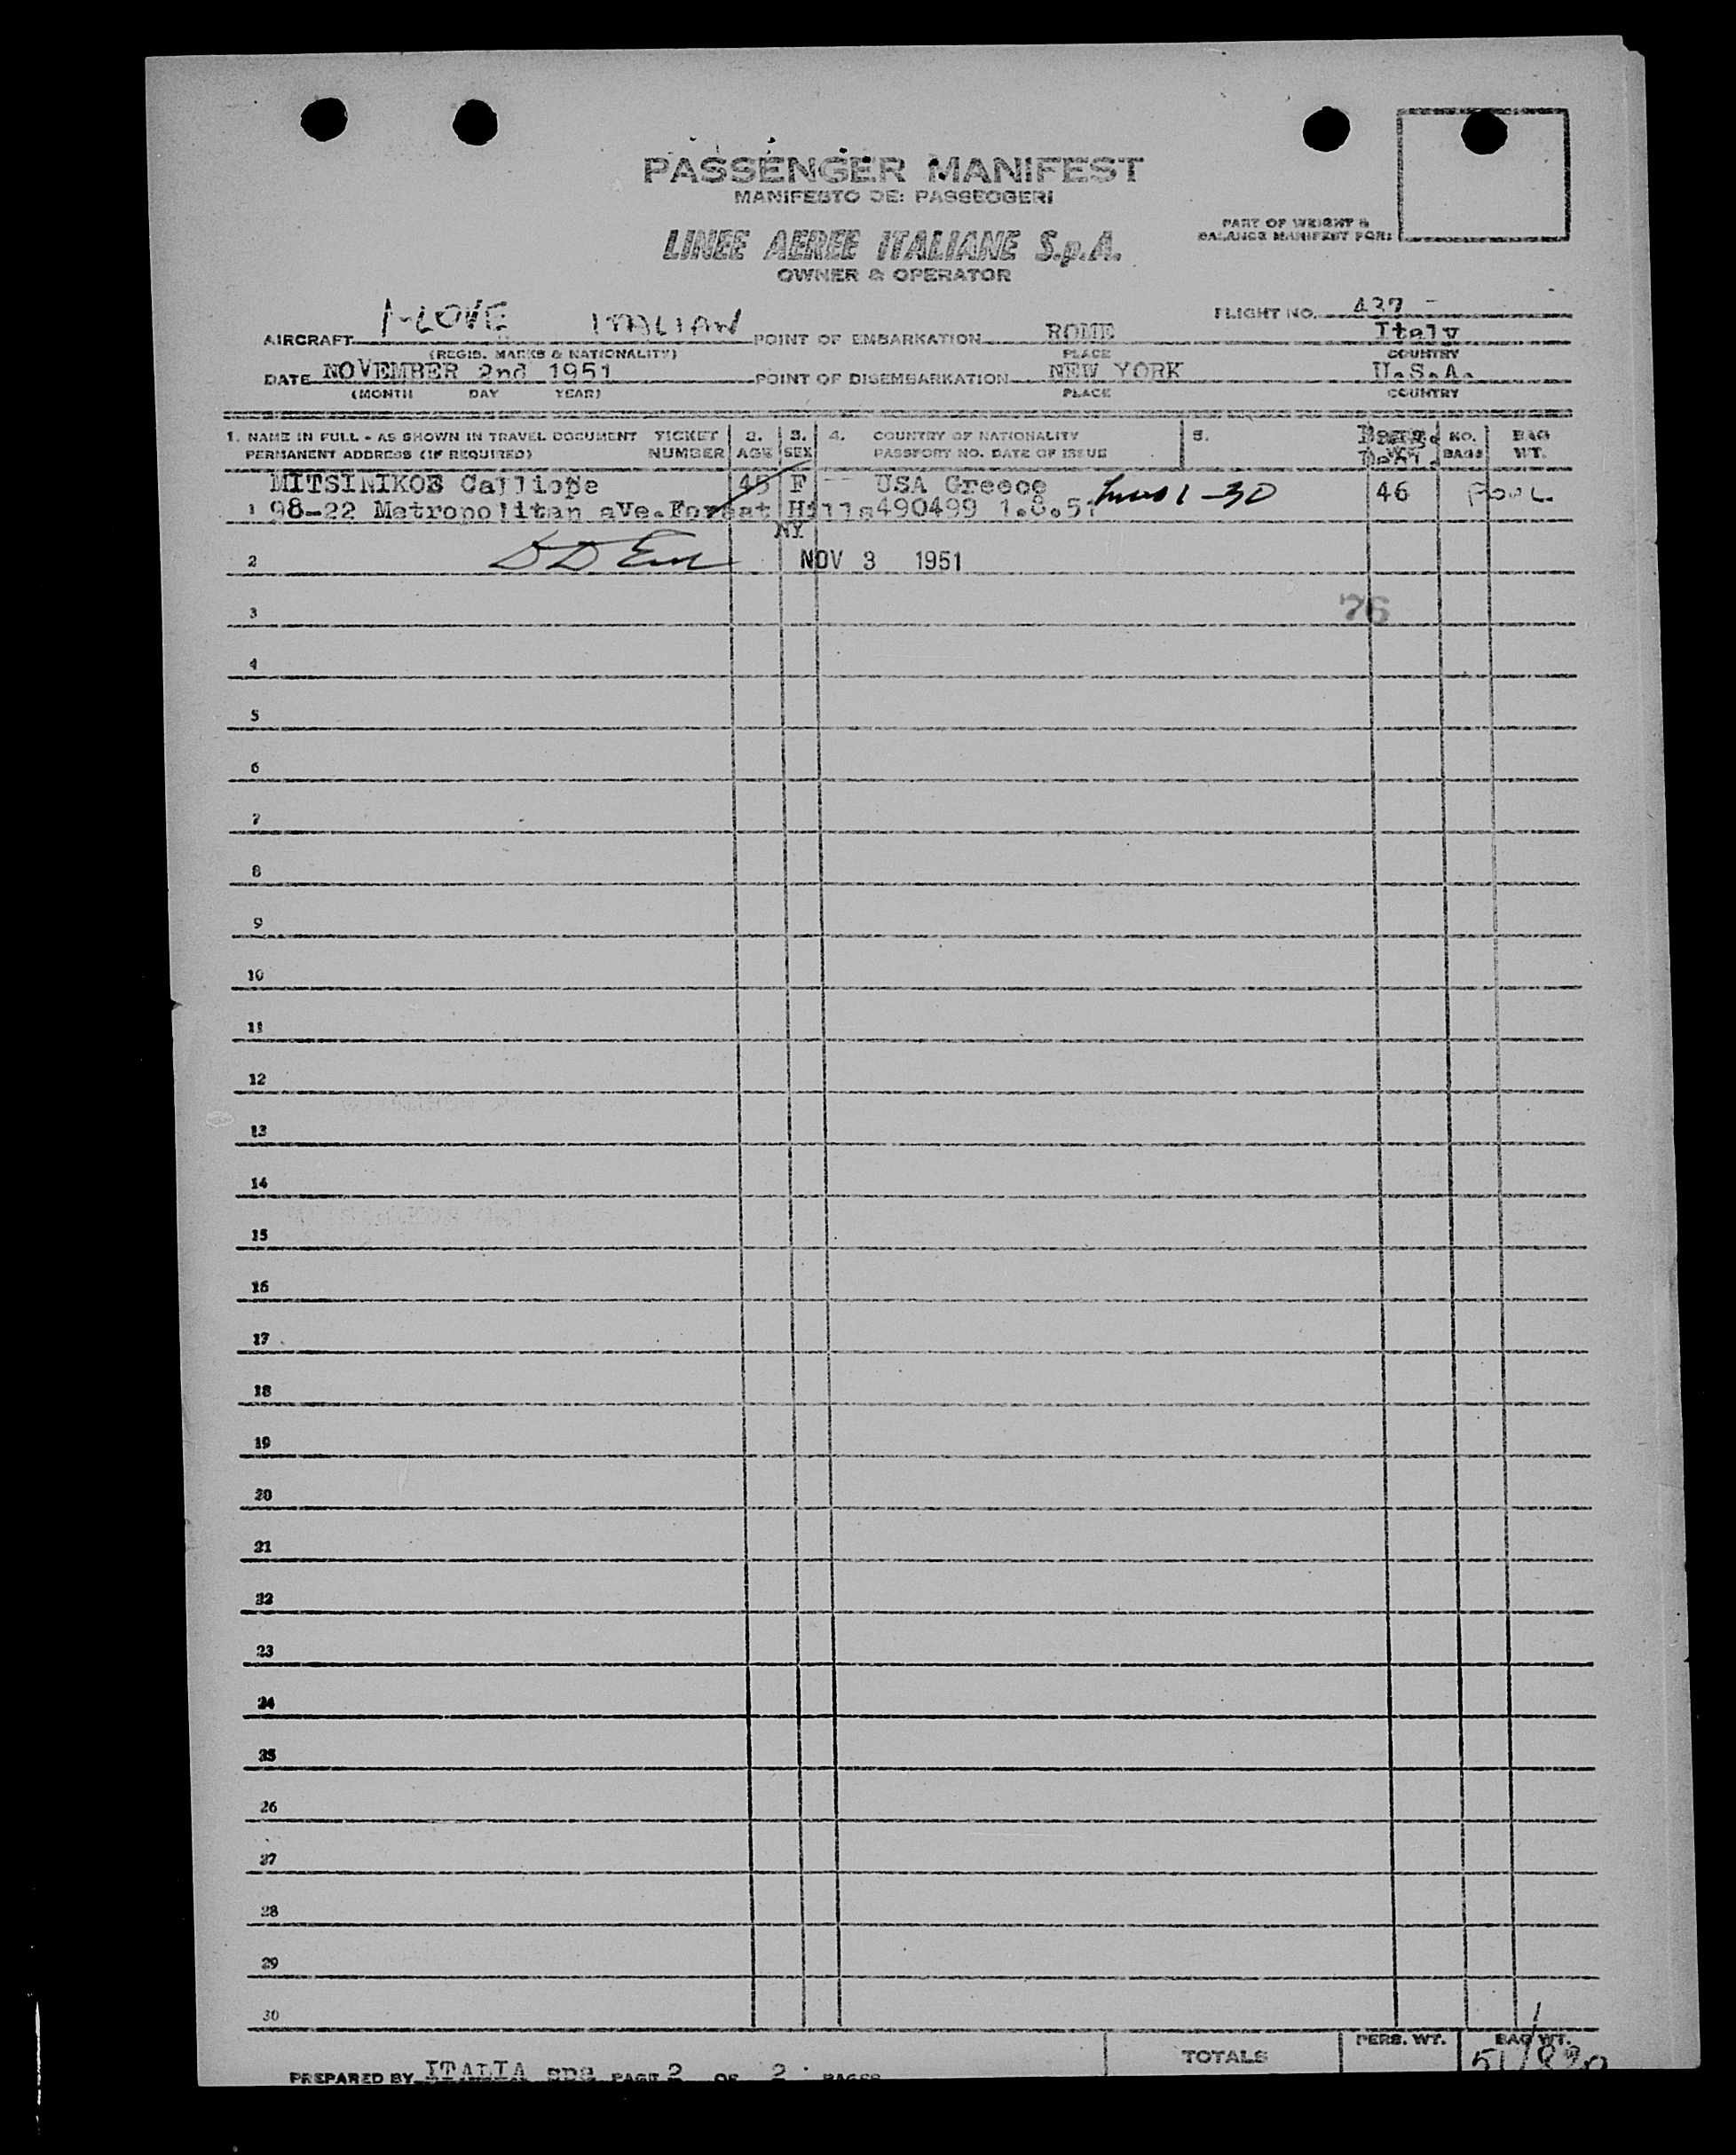 PASSENGER MANIFEST
MANIFESTO DEI PASSEGGERI
LINEE AEREE ITALIANE S.p.A.
OWNER & OPERATOR
PART OF WEIGHT &
BALANCE MANIFEST FOR:
FLIGHT NO. 437
AIRCRAFT I-LOVE ITALIAN POINT OF EMBARKATION ROME Italy
(REGIS. MARKS & NATIONALITY) PLACE COUNTRY
DATE NOVEMBER 2nd 1951 POINT OF DISEMBARKATION NEW YORK U.S.A.
(MONTH DAY YEAR) PLACE COUNTRY
1. NAME IN FULL - AS SHOWN IN TRAVEL DOCUMENT TICKET 2. 3. 4. COUNTRY OF NATIONALITY 5. NO. BAG
PERMANENT ADDRESS (IF REQUIRED) NUMBER AGE SEX PASSPORT NO. DATE OF ISSUE BAGS WT.
MITSINIKOS Calliope 45 F -- USA Greece 1-30 46 POOL
1 98-22 Metropolitan aVe.Forest Hills 490499 1.8.51
NY
2 NOV 3 1951
3 76
4
5
6
7
8
9
10
11
12
13
14
15
16
17
18
19
20
21
22
23
24
25
26
27
28
29
30
TOTALS PERS. WT. BAG WT.
PREPARED BY ITALIA PAGE 2 OF 2 PAGES